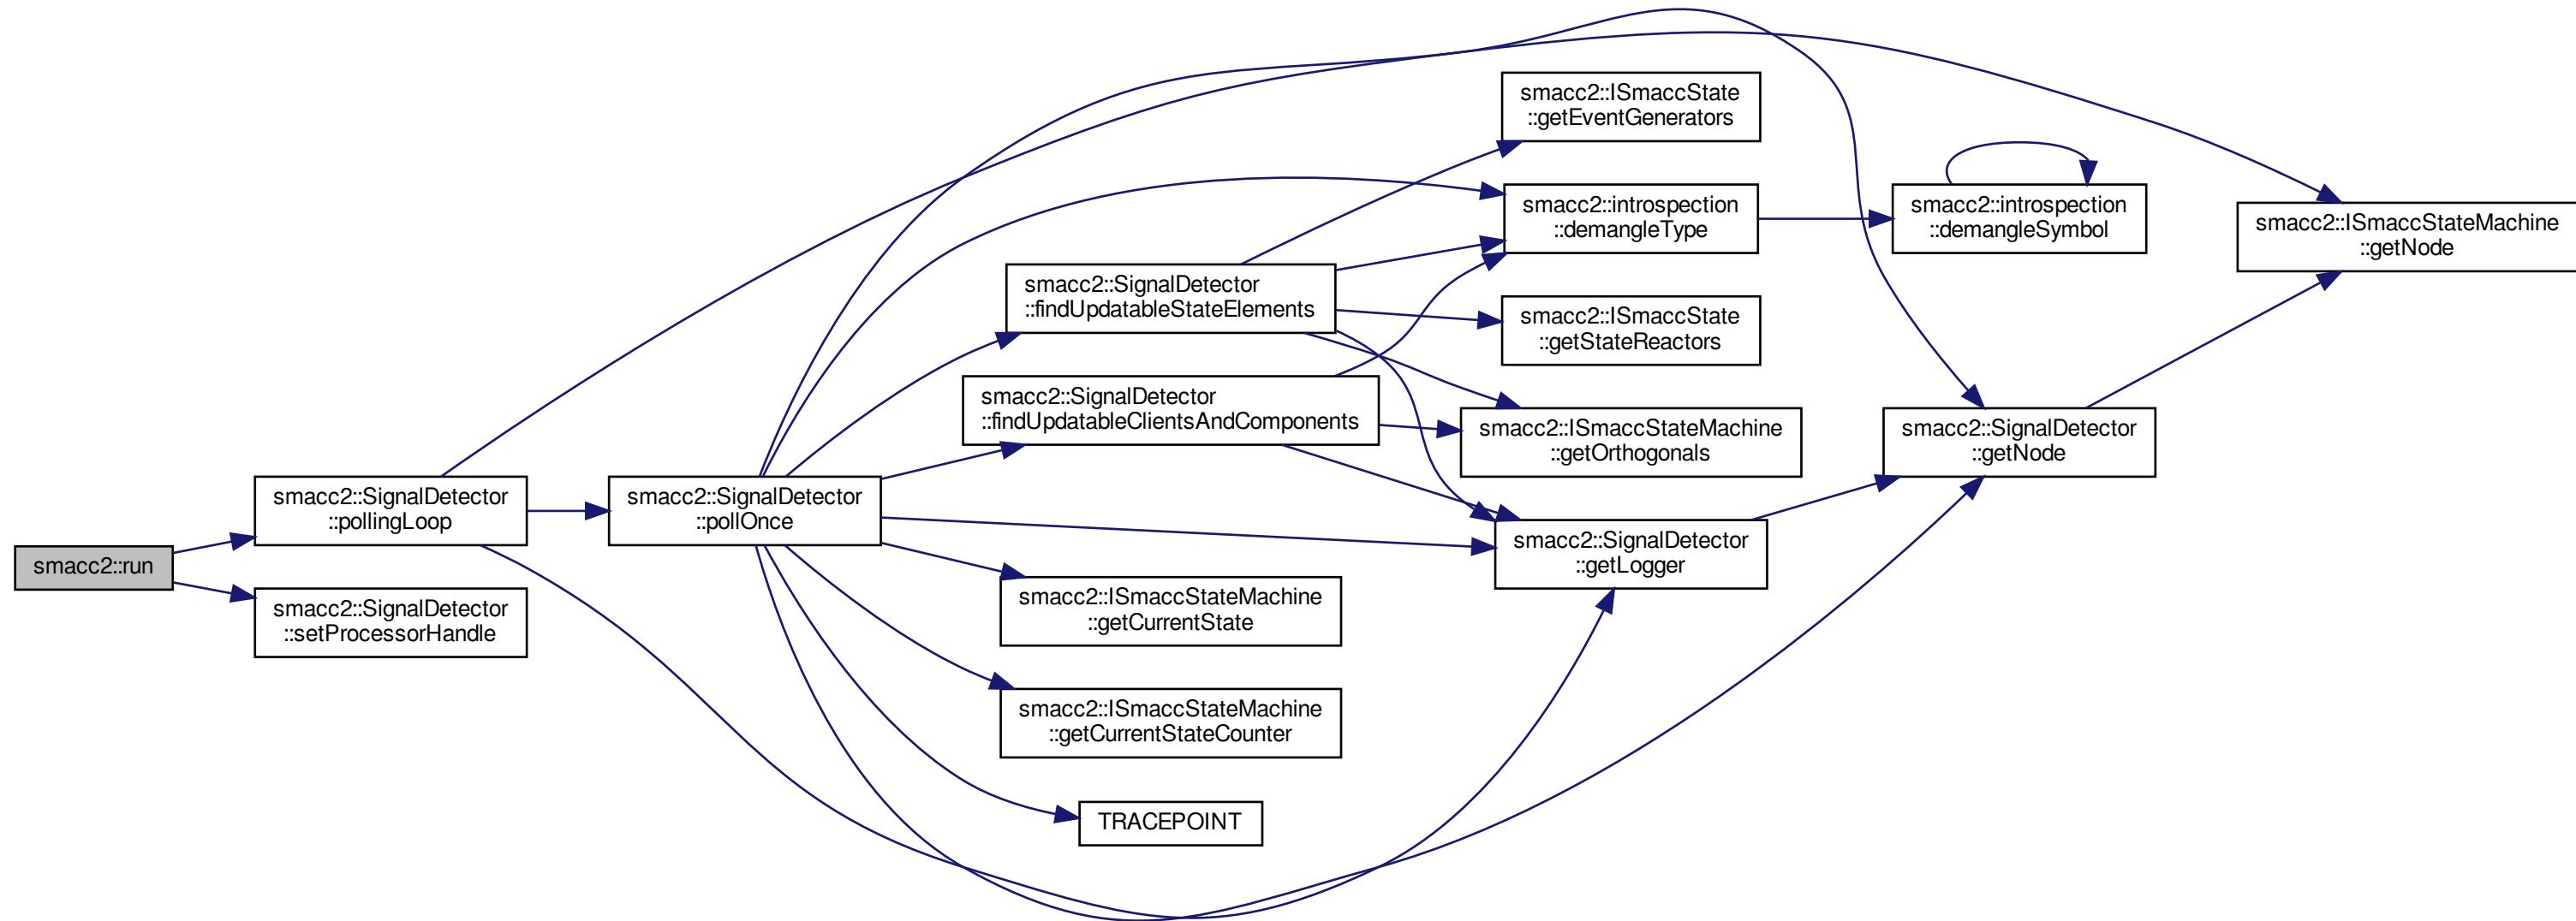 smacc2::run
smacc2::SignalDetector
::pollingLoop
smacc2::SignalDetector
::setProcessorHandle
smacc2::SignalDetector
::pollOnce
smacc2::SignalDetector
::findUpdatableStateElements
smacc2::SignalDetector
::findUpdatableClientsAndComponents
smacc2::ISmaccStateMachine
::getCurrentState
smacc2::ISmaccStateMachine
::getCurrentStateCounter
TRACEPOINT
smacc2::ISmaccState
::getEventGenerators
smacc2::introspection
::demangleType
smacc2::ISmaccState
::getStateReactors
smacc2::ISmaccStateMachine
::getOrthogonals
smacc2::SignalDetector
::getLogger
smacc2::introspection
::demangleSymbol
smacc2::SignalDetector
::getNode
smacc2::ISmaccStateMachine
::getNode